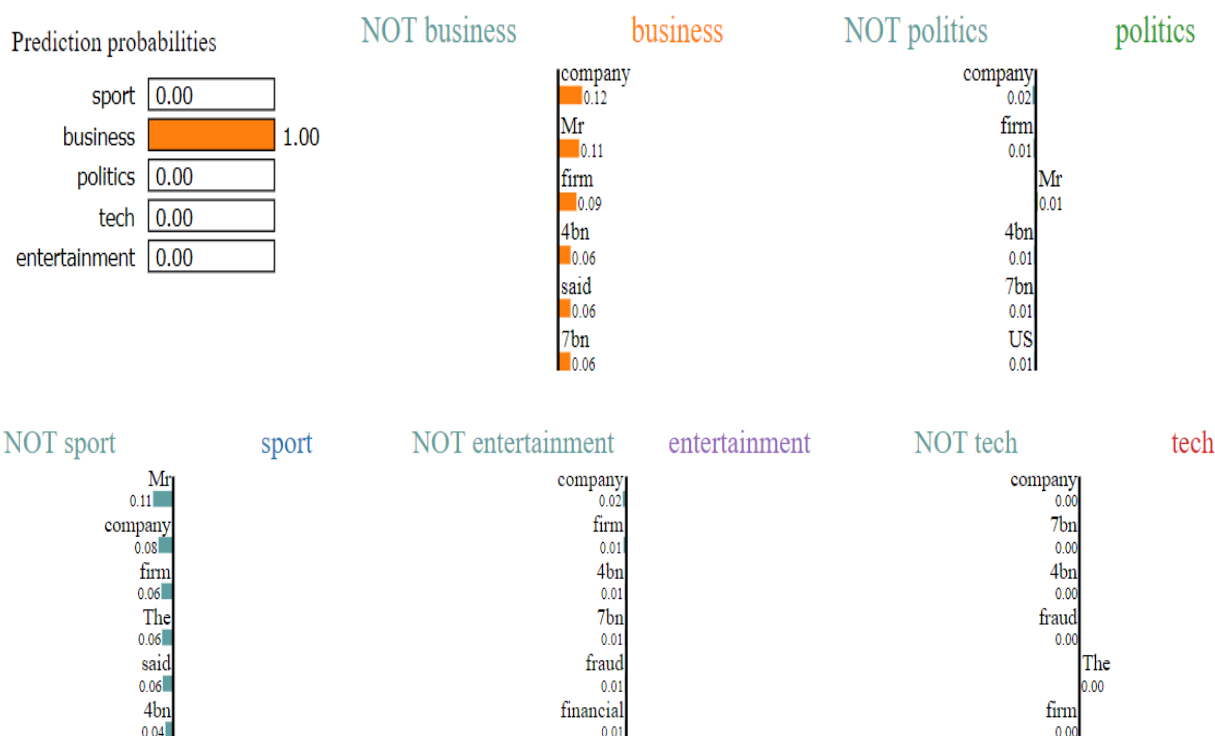 Prediction probabilities
sport 0.00
business 1.00
politics 0.00
tech 0.00
entertainment 0.00
NOT business business
company
0.12
Mr
0.11
firm
0.09
4bn
0.06
said
0.06
7bn
0.06
NOT politics politics
company
0.02
firm
0.01
Mr
0.01
4bn
0.01
7bn
0.01
US
0.01
NOT sport sport
Mr
0.11
company
0.08
firm
0.06
The
0.06
said
0.06
4bn
0.04
NOT entertainment entertainment
company
0.02
firm
0.01
4bn
0.01
7bn
0.01
fraud
0.01
financial
0.01
NOT tech tech
company
0.00
7bn
0.00
4bn
0.00
fraud
0.00
The
0.00
firm
0.00